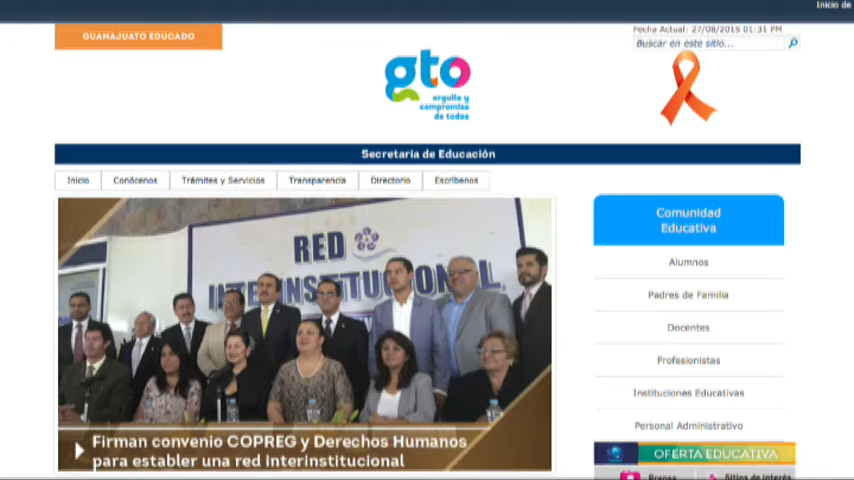 Inicio de
GUANAJUATO EDUCADO
Fecha Actual: 27/08/2015 01:31 PM
Buscar en este sitio...
gto
orgullo y
compromiso
de todos
Secretaría de Educación
Inicio
Conócenos
Trámites y Servicios
Transparencia
Directorio
Escríbenos
RED
INTERINSTITUCIONAL
Firman convenio COPREG y Derechos Humanos
para establer una red interinstitucional
Comunidad
Educativa
Alumnos
Padres de Familia
Docentes
Profesionistas
Instituciones Educativas
Personal Administrativo
OFERTA EDUCATIVA
Prensa
Sitios de Interés